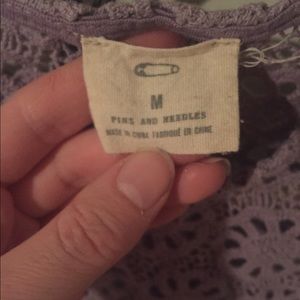 M
PINS AND NEEDLES
MADE IN CHINA FABRIQUÉ EN CHINE